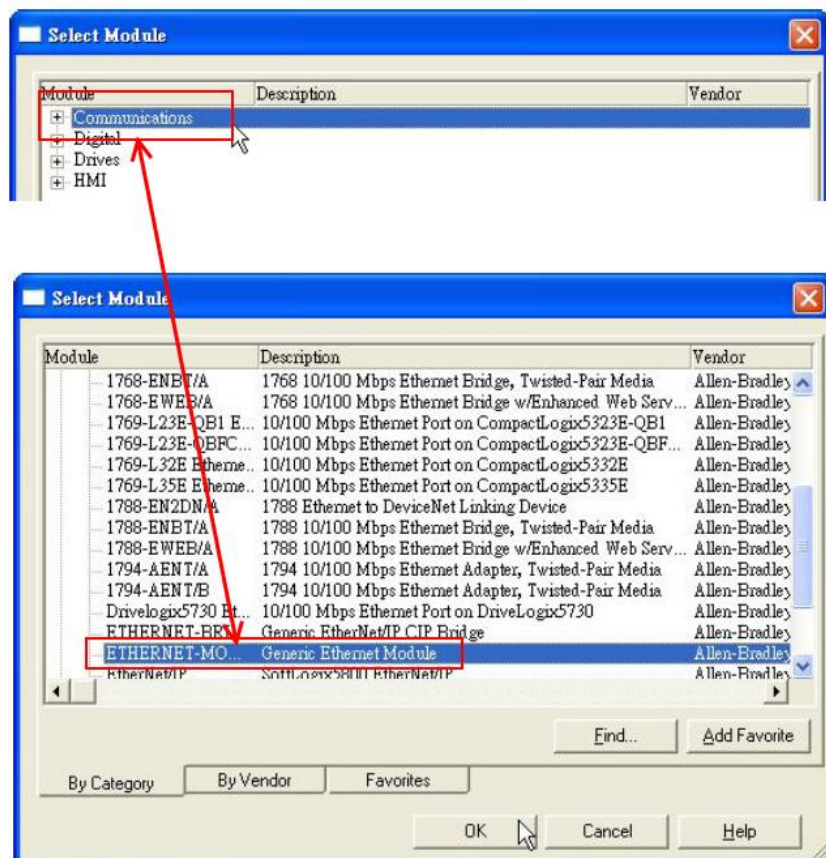 Select Module
Module Description Vendor
Communications
Digital
Drives
HMI
Select Module
Module Description Vendor
1768-ENBT/A 1768 10/100 Mbps Ethernet Bridge, Twisted-Pair Media Allen-Bradley
1768-EWEB/A 1768 10/100 Mbps Ethernet Bridge w/Enhanced Web Serv... Allen-Bradley
1769-L23E-QB1 E... 10/100 Mbps Ethernet Port on CompactLogix5323E-QB1 Allen-Bradley
1769-L23E-QBFC... 10/100 Mbps Ethernet Port on CompactLogix5323E-QBF... Allen-Bradley
1769-L32E Etherne... 10/100 Mbps Ethernet Port on CompactLogix5332E Allen-Bradley
1769-L35E Etherne... 10/100 Mbps Ethernet Port on CompactLogix5335E Allen-Bradley
1788-EN2DN/A 1788 Ethernet to DeviceNet Linking Device Allen-Bradley
1788-ENBT/A 1788 10/100 Mbps Ethernet Bridge, Twisted-Pair Media Allen-Bradley
1788-EWEB/A 1788 10/100 Mbps Ethernet Bridge w/Enhanced Web Serv... Allen-Bradley
1794-AENT/A 1794 10/100 Mbps Ethernet Adapter, Twisted-Pair Media Allen-Bradley
1794-AENT/B 1794 10/100 Mbps Ethernet Adapter, Twisted-Pair Media Allen-Bradley
Drivelogix5730 Et... 10/100 Mbps Ethernet Port on DriveLogix5730 Allen-Bradley
ETHERNET-BRI... Generic EtherNet/IP CIP Bridge Allen-Bradley
ETHERNET-MO... Generic Ethernet Module Allen-Bradley
EtherNet/IP SoftLogix5800 EtherNet/IP Allen-Bradley
Find... Add Favorite
By Category By Vendor Favorites
OK Cancel Help